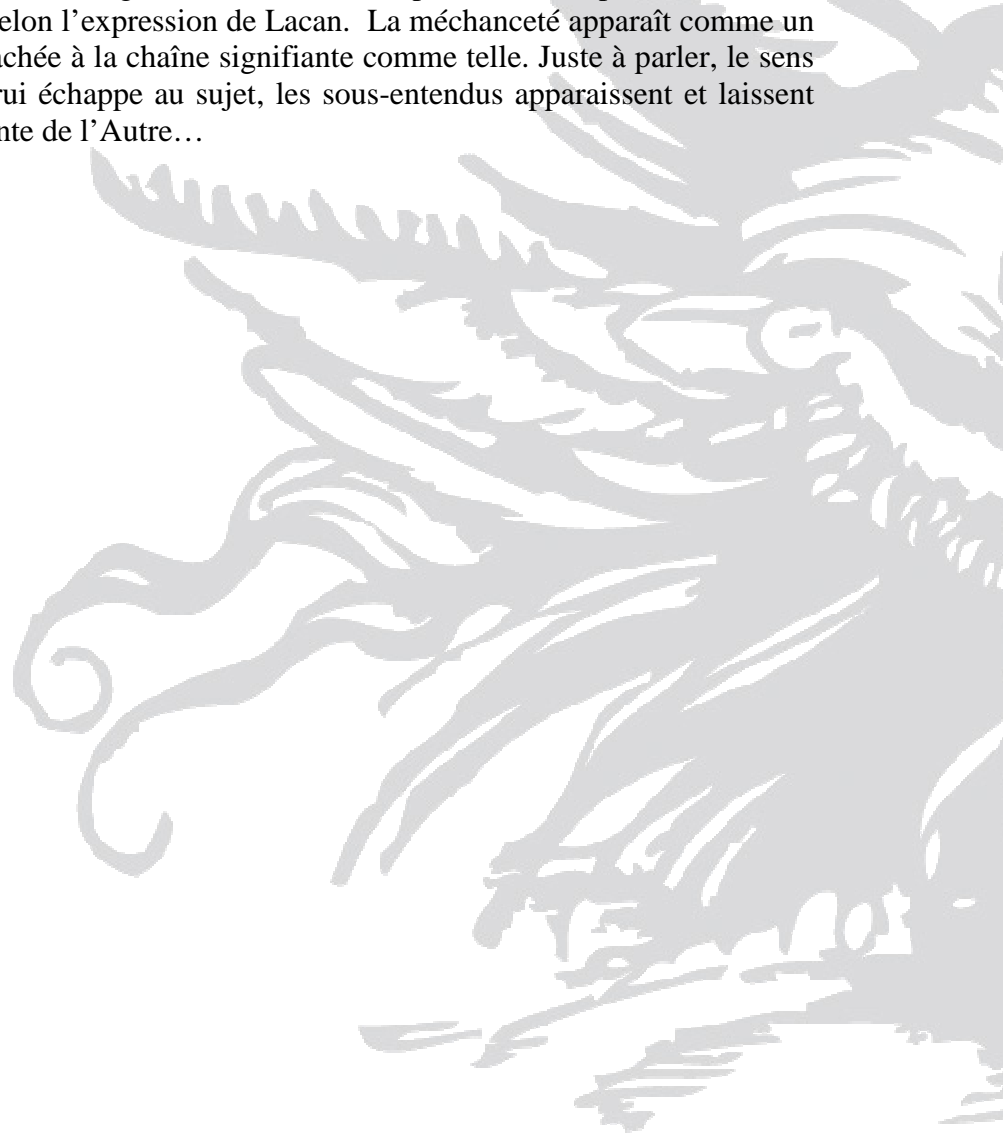 elon l’expression de Lacan. La méchanceté apparaît comme un
achée à la chaîne signifiante comme telle. Juste à parler, le sens
rui échappe au sujet, les sous-entendus apparaissent et laissent
nte de l’Autre…